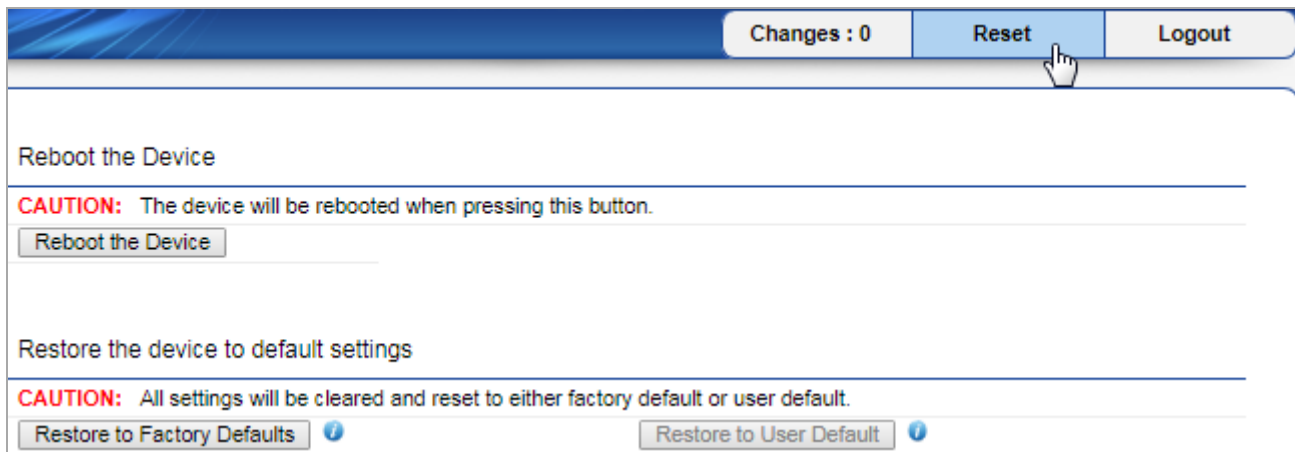 Changes : 0 Reset Logout
Reboot the Device
CAUTION: The device will be rebooted when pressing this button.
Reboot the Device
Restore the device to default settings
CAUTION: All settings will be cleared and reset to either factory default or user default.
Restore to Factory Defaults i Restore to User Default i